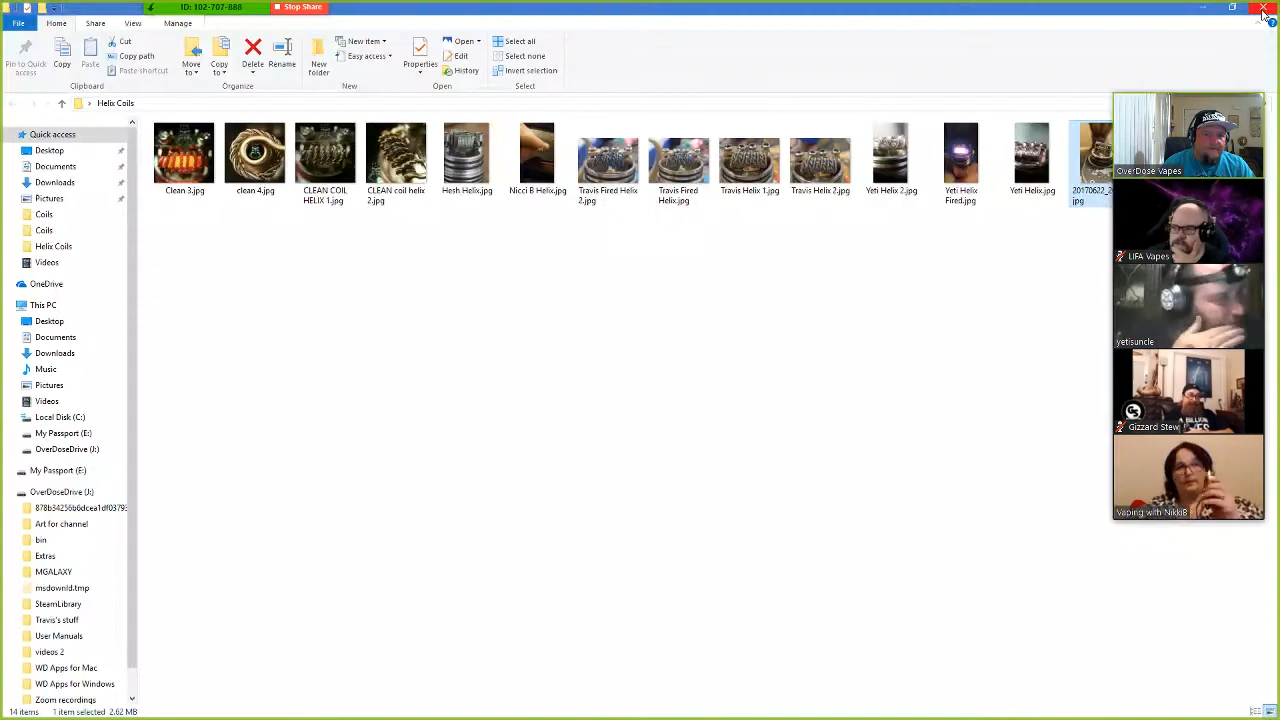 ID: 102-707-888
Stop Share
File
Home
Share
View
Manage
Pin to Quick access
Copy
Paste
Cut
Copy path
Paste shortcut
Clipboard
Move to
Copy to
Delete
Rename
Organize
New folder
New item
Easy access
New
Properties
Open
Edit
History
Open
Select all
Select none
Invert selection
Select
Helix Coils
Quick access
Desktop
Documents
Downloads
Pictures
Coils
Coils
Helix Coils
Videos
OneDrive
This PC
Desktop
Documents
Downloads
Music
Pictures
Videos
Local Disk (C:)
My Passport (E:)
OverDoseDrive (J:)
My Passport (E:)
OverDoseDrive (J:)
878b34256b6dcea1df03793
Art for channel
bin
Extras
MGALAXY
msdownld.tmp
SteamLibrary
Travis's stuff
User Manuals
videos 2
WD Apps for Mac
WD Apps for Windows
Zoom recordings
Clean 3.jpg
clean 4.jpg
CLEAN COIL
HELIX 1.jpg
CLEAN coil helix
2.jpg
Hesh Helix.jpg
Nicci B Helix.jpg
Travis Fired Helix
2.jpg
Travis Fired
Helix.jpg
Travis Helix 1.jpg
Travis Helix 2.jpg
Yeti Helix 2.jpg
Yeti Helix
Fired.jpg
Yeti Helix.jpg
20170622_2
jpg
OverDose Vapes
LIFA Vapes
yetisuncle
Gizzard Stew
Vaping with NikkiB
14 items
1 item selected
2.62 MB